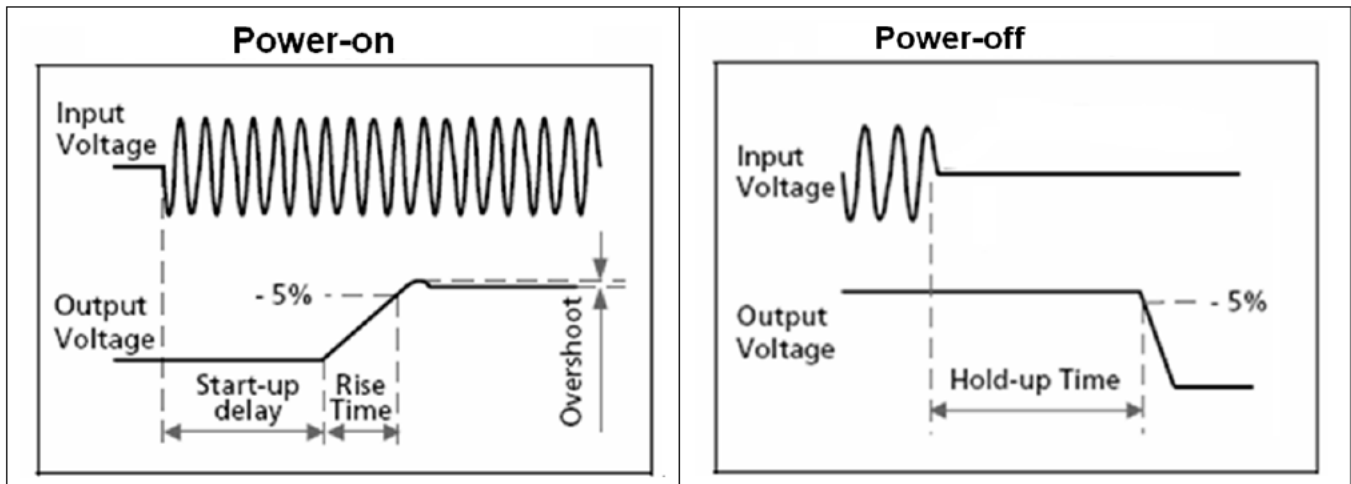 Power-on
Input
Voltage
- 5%
Output
Voltage
Start-up
delay
Rise
Time
Overshoot
Power-off
Input
Voltage
- 5%
Output
Voltage
Hold-up Time